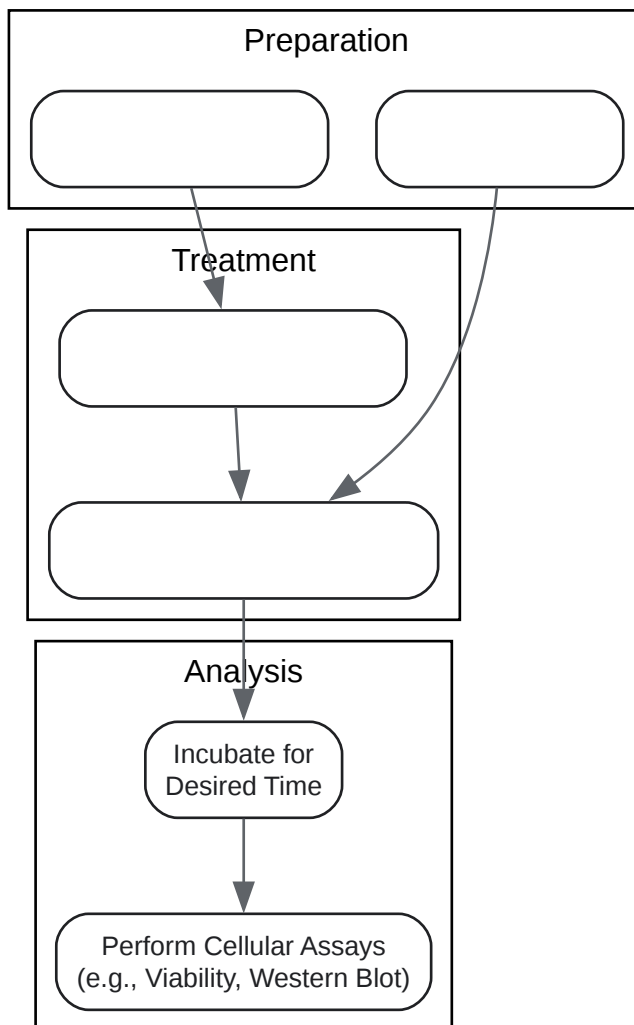 Preparation
Treatment
Analysis
Incubate for
Desired Time
Perform Cellular Assays
(e.g., Viability, Western Blot)